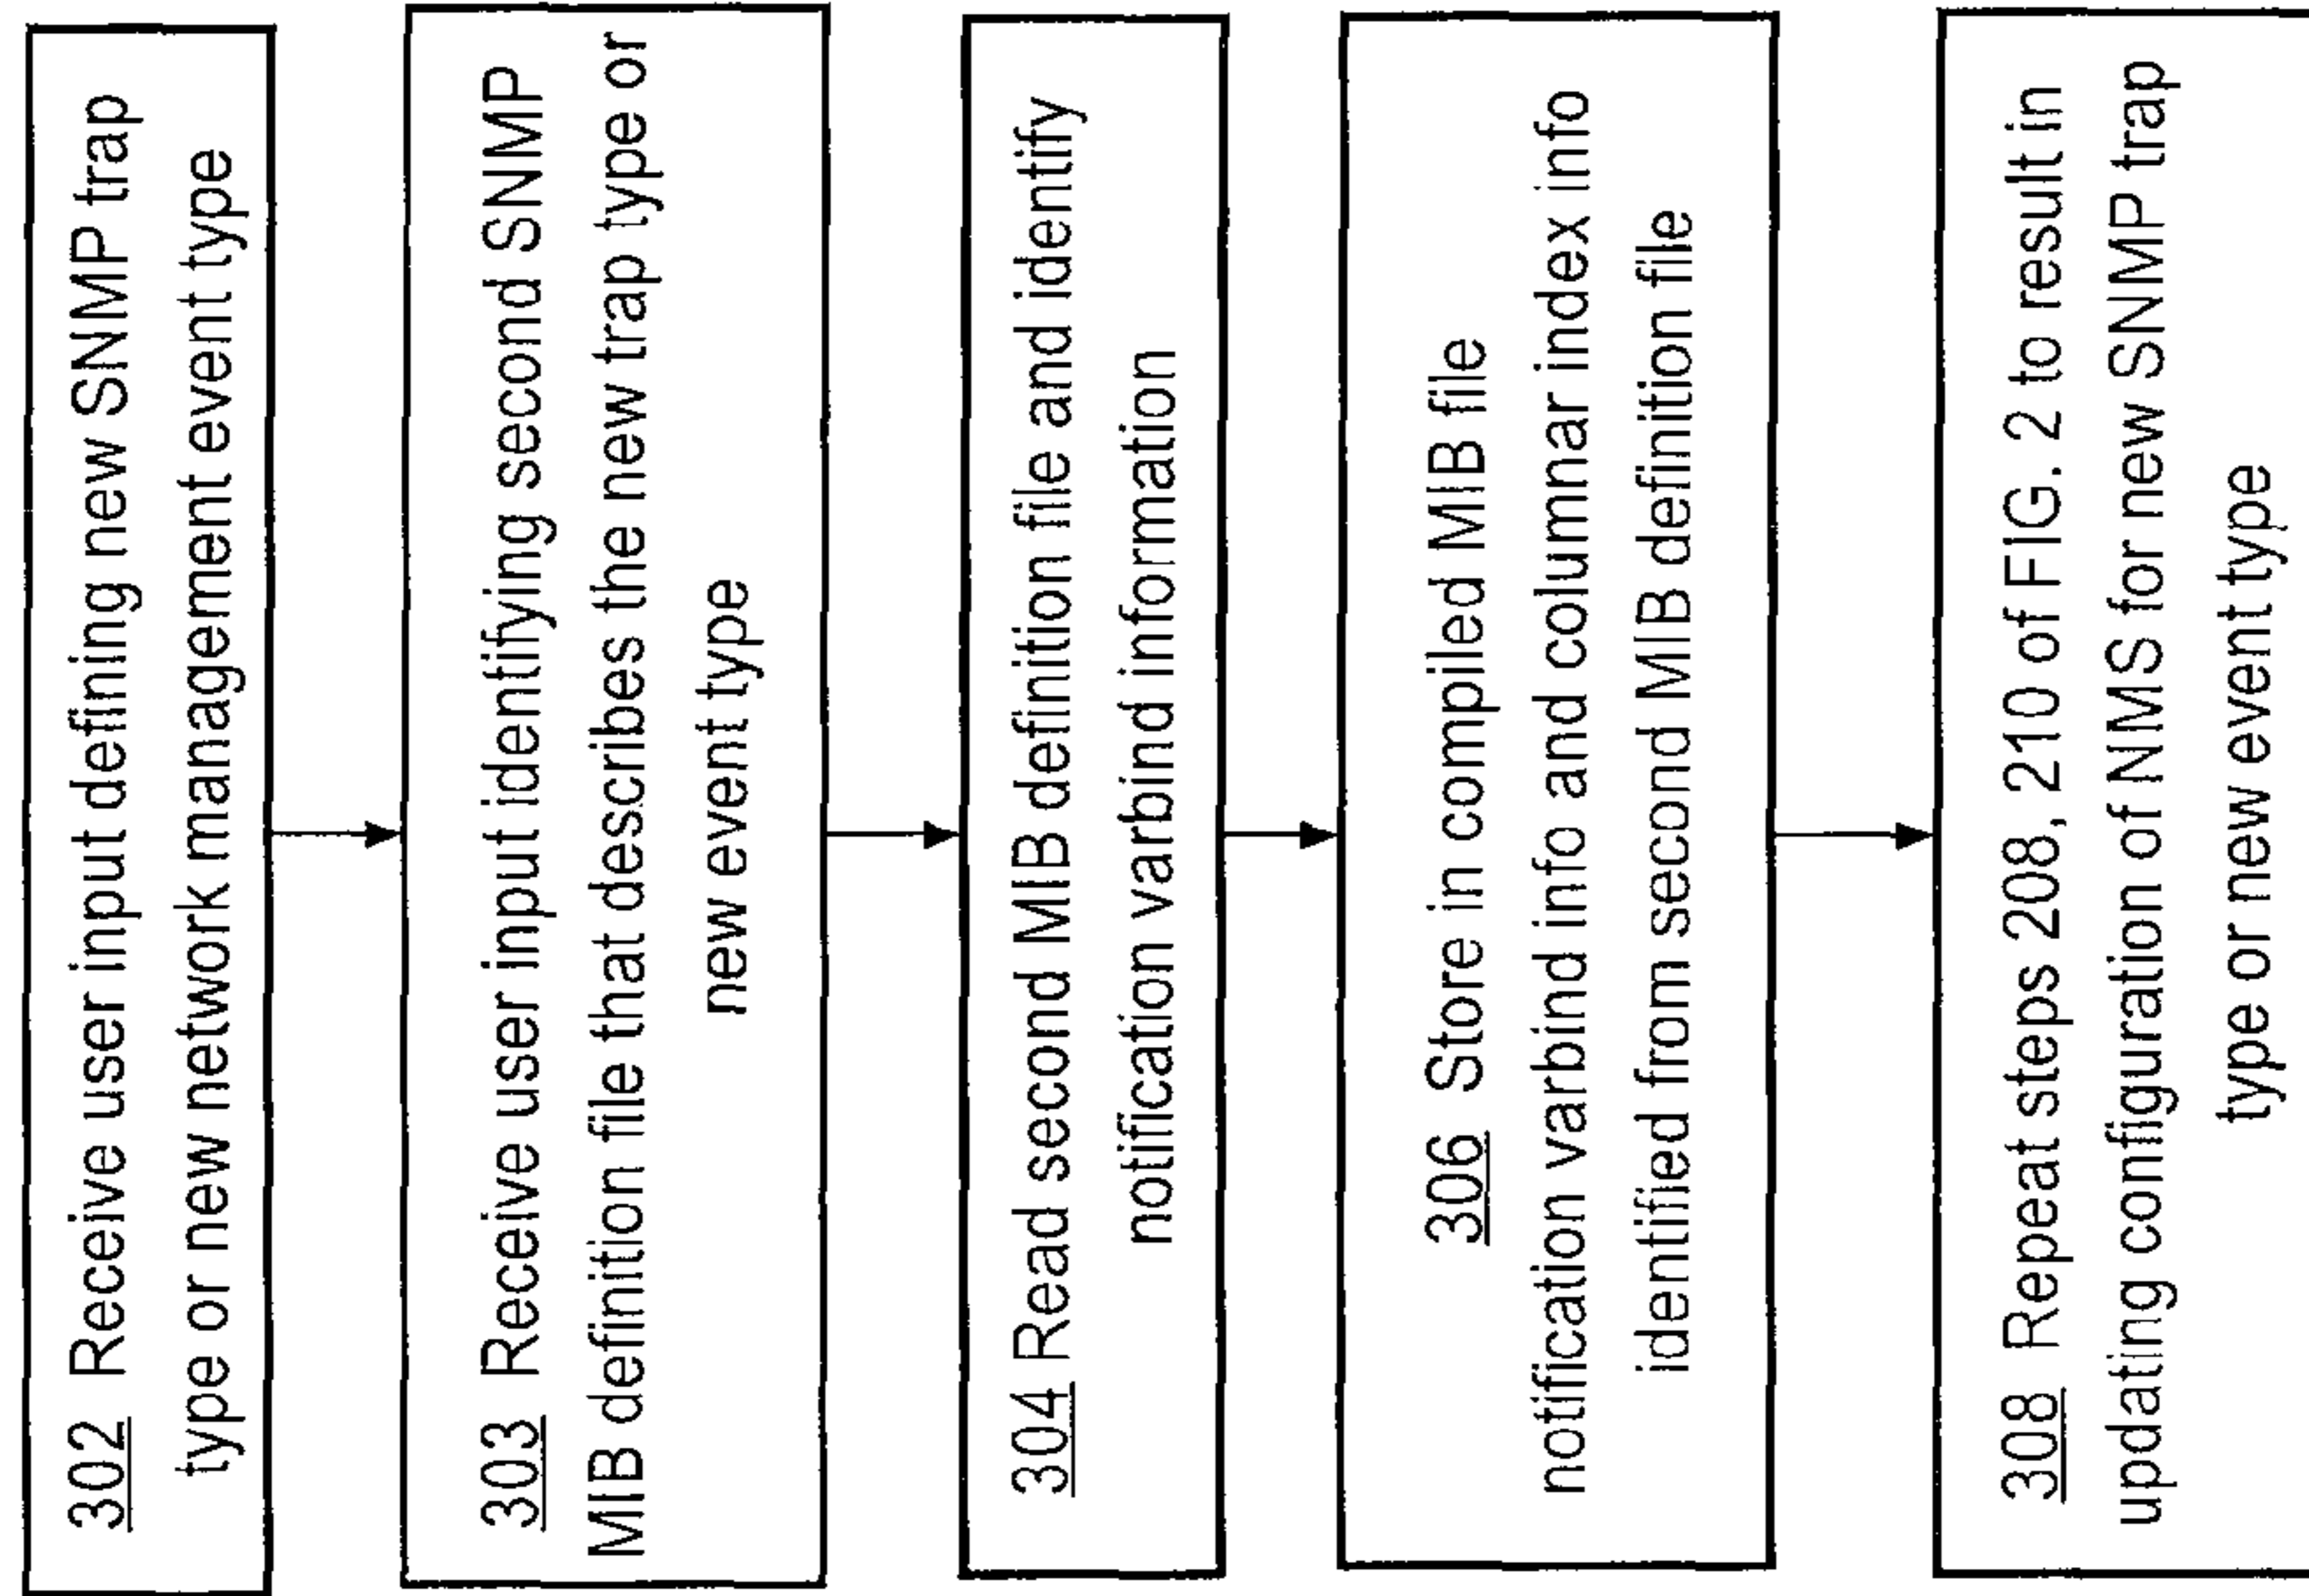 302 Receive user input defining new SNMP trap
type or new network management event type
303 Receive user input identifying second SNMP
MIB definition file that describes the new trap type or
new event type
304 Read second MIB definition file and identify
notification varbind information
306 Store in compiled MIB file
notification varbind info and columnar index info
identified from second MIB definition file
308 Repeat steps 208, 210 of FIG. 2 to result in
updating configuration of NMS for new SNMP trap
type or new event type